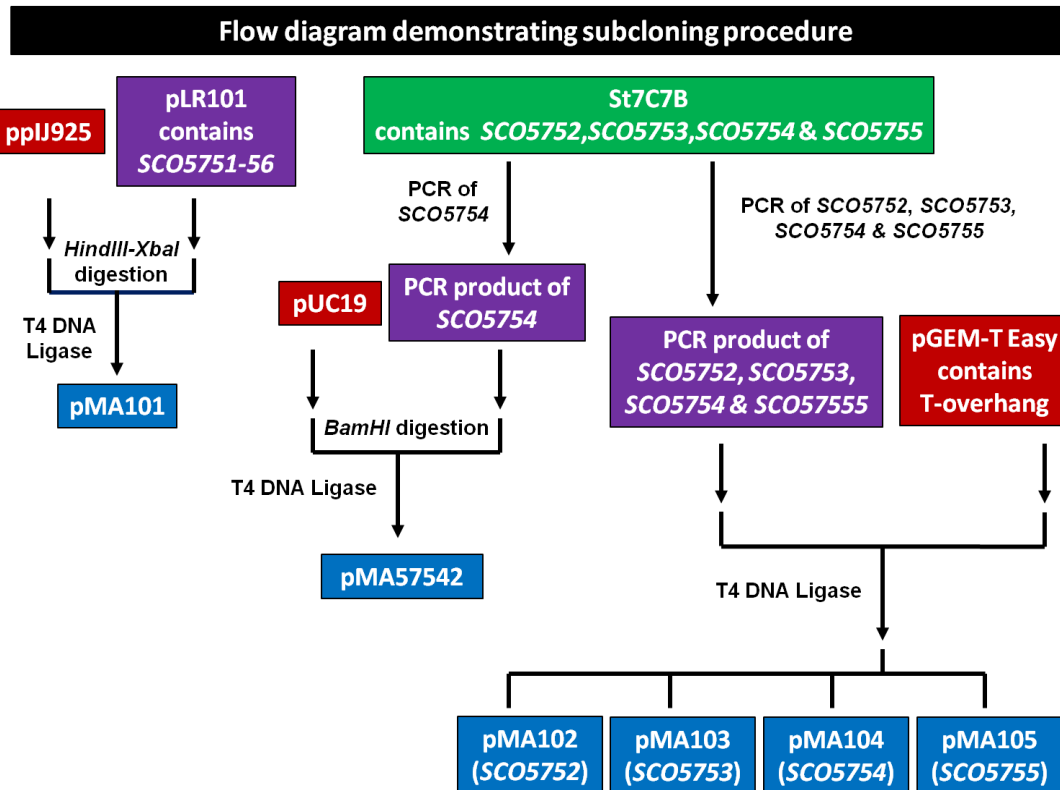 Flow diagram demonstrating subcloning procedure
ppIJ925
pLR101
contains
SCO5751-56
HindIII-XbaI
digestion
T4 DNA
Ligase
pMA101
St7C7B
contains SCO5752,SCO5753,SCO5754 & SCO5755
PCR of
SCO5754
pUC19
PCR product of
SCO5754
BamHI digestion
T4 DNA Ligase
pMA57542
PCR of SCO5752, SCO5753,
SCO5754 & SCO5755
PCR product of
SCO5752, SCO5753,
SCO5754 & SCO57555
pGEM-T Easy
contains
T-overhang
T4 DNA Ligase
pMA102
(SCO5752)
pMA103
(SCO5753)
pMA104
(SCO5754)
pMA105
(SCO5755)